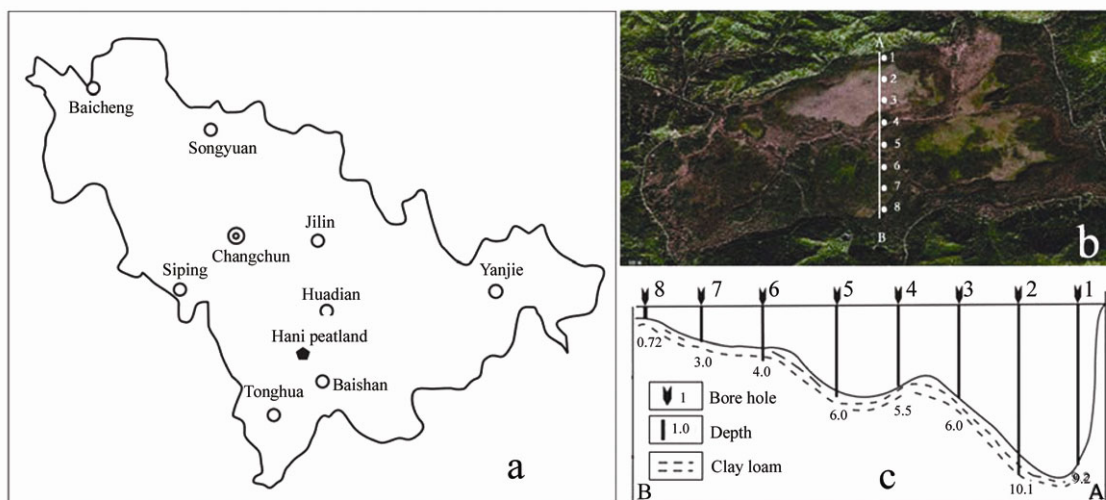 Baicheng
Songyuan
Jilin
Changchun
Siping
Yanjie
Huadian
Hani peatland
Tonghua
Baishan
a
A
1
2
3
4
5
6
7
8
B
b
8 7 6 5 4 3 2 1
0.72
3.0
4.0
6.0
5.5
6.0
10.1
9.2
1 Bore hole
1.0 Depth
Clay loam
B
c
A